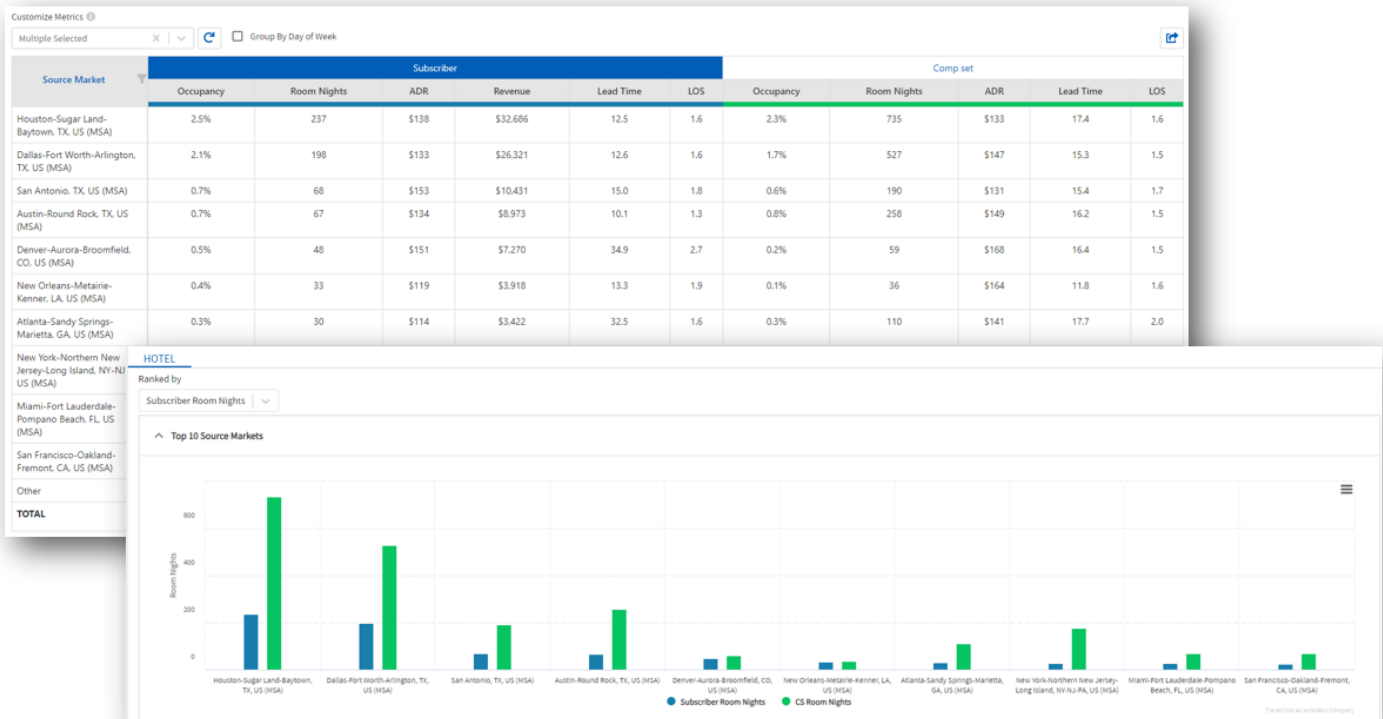 Customize Metrics
Multiple Selected
Group By Day of Week
Source Market
Subscriber
Comp set
Occupancy Room Nights ADR Revenue Lead Time LOS Occupancy Room Nights ADR Lead Time LOS
Houston-Sugar Land-
Baytown, TX, US (MSA)
2.5% 237 $138 $32,686 12.5 1.6 2.3% 735 $133 17.4 1.6
Dallas-Fort Worth-Arlington,
TX, US (MSA)
2.1% 198 $133 $26,321 12.6 1.6 1.7% 527 $147 15.3 1.5
San Antonio, TX, US (MSA) 0.7% 68 $153 $10,431 15.0 1.8 0.6% 190 $131 15.4 1.7
Austin-Round Rock, TX, US
(MSA)
0.7% 67 $134 $8,973 10.1 1.3 0.8% 258 $149 16.2 1.5
Denver-Aurora-Broomfield,
CO, US (MSA)
0.5% 48 $151 $7,270 34.9 2.7 0.2% 59 $168 16.4 1.5
New Orleans-Metairie-
Kenner, LA, US (MSA)
0.4% 33 $119 $3,918 13.3 1.9 0.1% 36 $164 11.8 1.6
Atlanta-Sandy Springs-
Marietta, GA, US (MSA)
0.3% 30 $114 $3,422 32.5 1.6 0.3% 110 $141 17.7 2.0
New York-Northern New
Jersey-Long Island, NY-NJ
US (MSA)
Miami-Fort Lauderdale-
Pompano Beach, FL, US
(MSA)
San Francisco-Oakland-
Fremont, CA, US (MSA)
Other
TOTAL
HOTEL
Ranked by
Subscriber Room Nights
Top 10 Source Markets
Room Nights
600
400
200
0
Houston-Sugar Land-Baytown,
TX, US (MSA)
Dallas-Fort Worth-Arlington, TX,
US (MSA)
San Antonio, TX, US (MSA)
Austin-Round Rock, TX, US (MSA)
Denver-Aurora-Broomfield, CO,
US (MSA)
New Orleans-Metairie-Kenner, LA,
US (MSA)
Atlanta-Sandy Springs-Marietta,
GA, US (MSA)
New York-Northern New Jersey-
Long Island, NY-NJ-PA, US (MSA)
Miami-Fort Lauderdale-Pompano
Beach, FL, US (MSA)
San Francisco-Oakland-Fremont,
CA, US (MSA)
Subscriber Room Nights
CS Room Nights
TravelClick An Amadeus Company